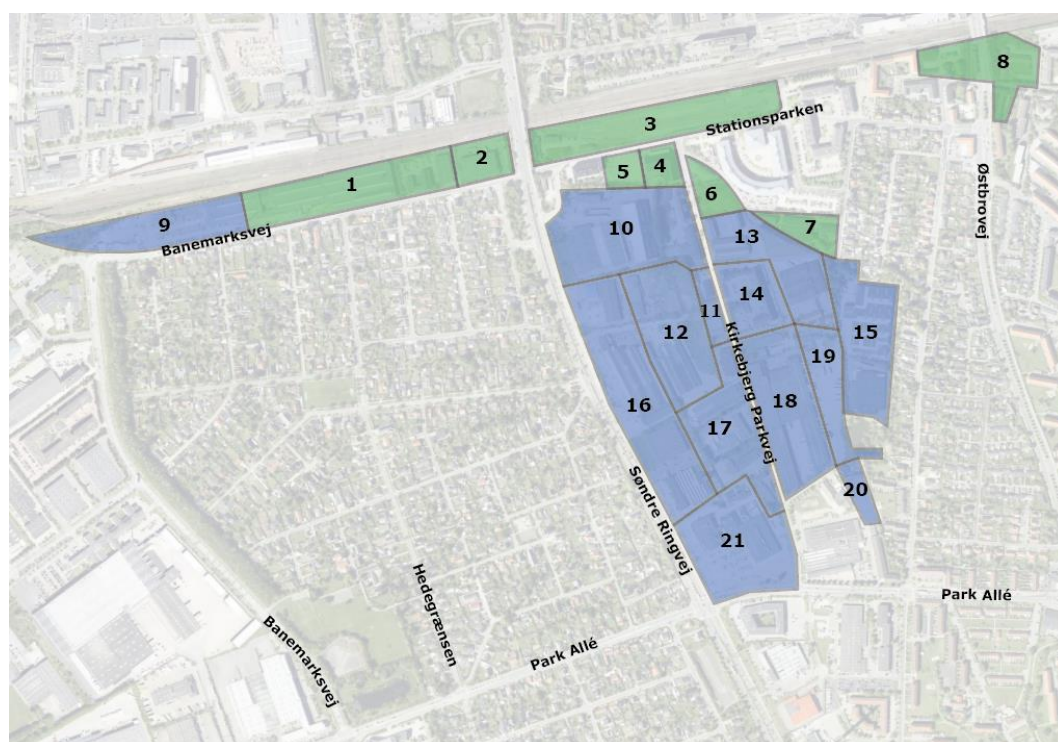 8
3
Stationsparken
2
1
5
4
6
Østbrovej
9
Banemarksvej
10
13
7
11
14
12
15
Kirkebjerg Parkvej
19
16
18
17
Søndre Ringvej
20
21
Hedegrænsen
Park Allé
Banemarksvej
Park Allé